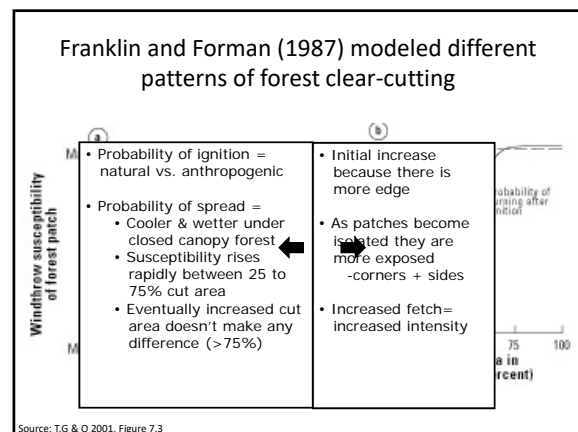 Franklin and Forman (1987) modeled different
patterns of forest clear-cutting
a
b
Windthrow susceptibility
of forest patch
• Probability of ignition =
natural vs. anthropogenic
• Probability of spread =
• Cooler & wetter under
closed canopy forest
• Susceptibility rises
rapidly between 25 to
75% cut area
• Eventually increased cut
area doesn't make any
difference (>75%)
• Initial increase
because there is
more edge
• As patches become
isolated they are
more exposed
-corners + sides
• Increased fetch=
increased intensity
75 100
Source: T,G & O 2001, Figure 7.3